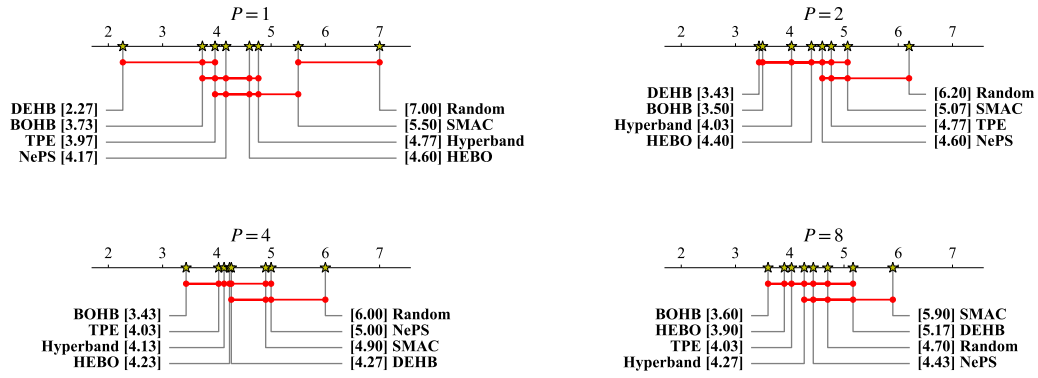 P = 1
2 3 4 5 6 7
DEHB [2.27] [7.00] Random
BOHB [3.73] [5.50] SMAC
TPE [3.97] [4.77] Hyperband
NePS [4.17] [4.60] HEBO
P = 2
2 3 4 5 6 7
DEHB [3.43] [6.20] Random
BOHB [3.50] [5.07] SMAC
Hyperband [4.03] [4.77] TPE
HEBO [4.40] [4.60] NePS
P = 4
2 3 4 5 6 7
BOHB [3.43] [6.00] Random
TPE [4.03] [5.00] NePS
Hyperband [4.13] [4.90] SMAC
HEBO [4.23] [4.27] DEHB
P = 8
2 3 4 5 6 7
BOHB [3.60] [5.90] SMAC
HEBO [3.90] [5.17] DEHB
TPE [4.03] [4.70] Random
Hyperband [4.27] [4.43] NePS